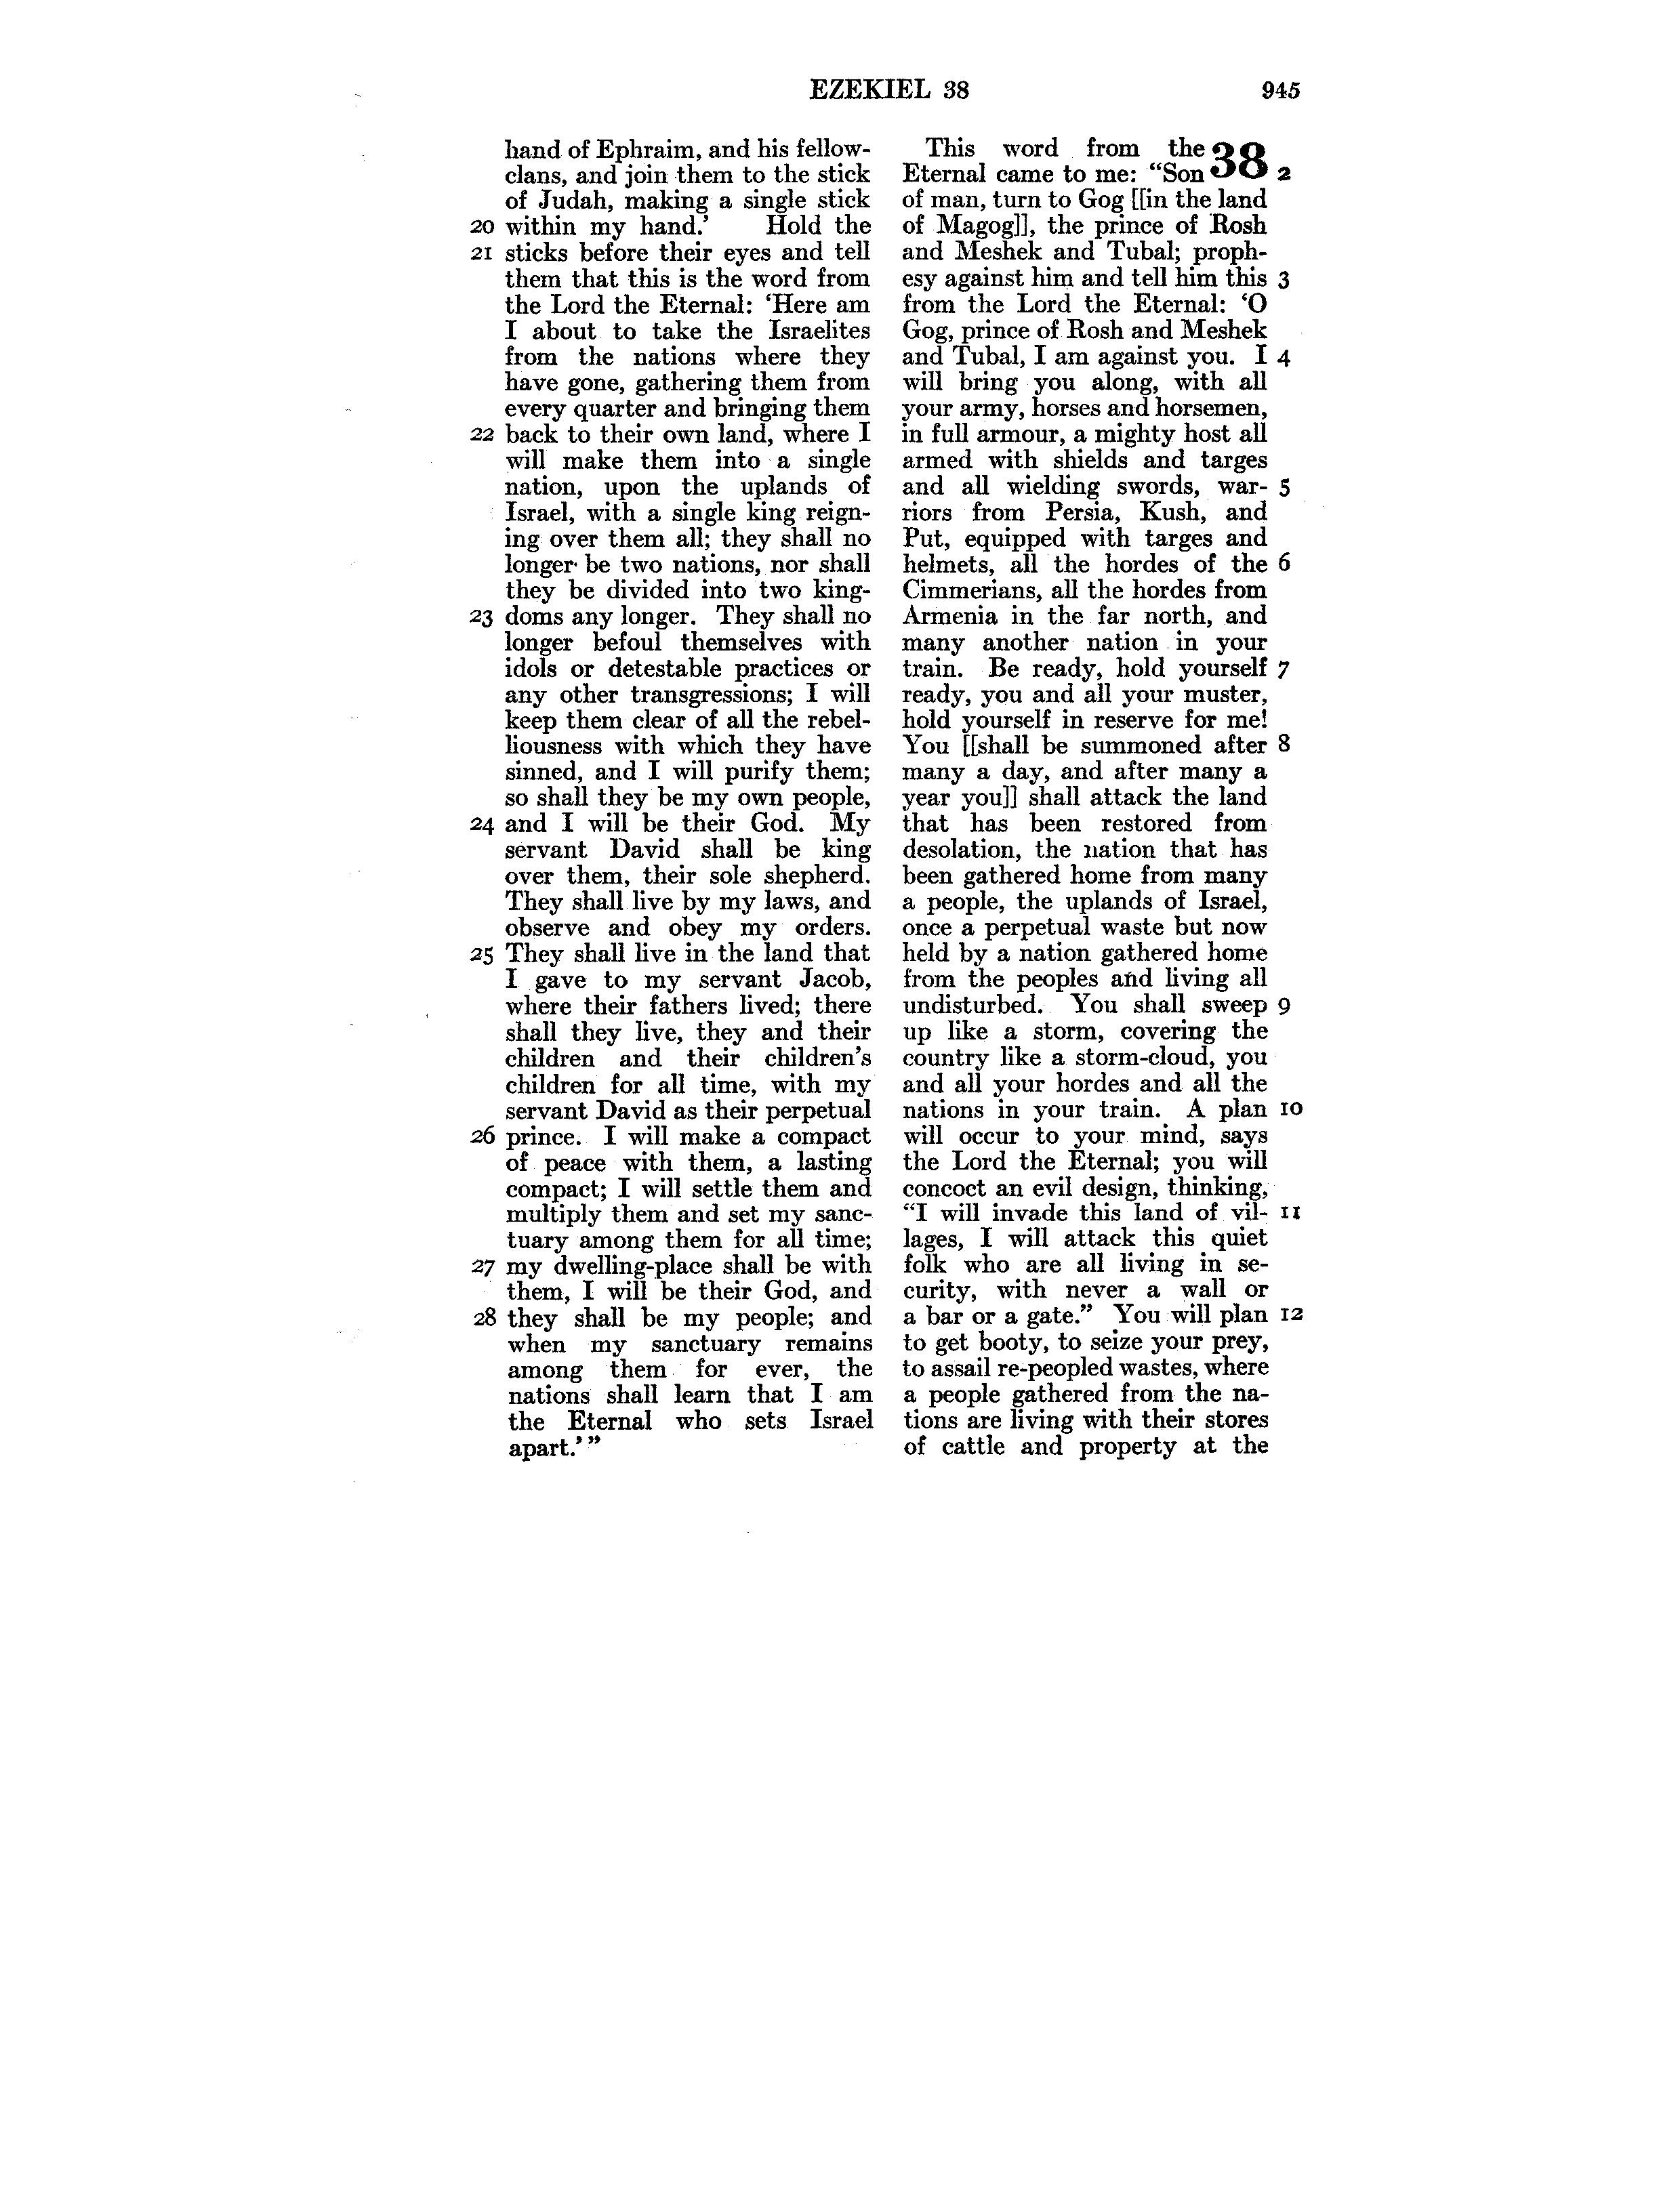 EZEKIEL 38 945
hand of Ephraim, and his fellow-
clans, and join them to the stick
of Judah, making a single stick
20 within my hand.’ Hold the
21 sticks before their eyes and tell
them that this is the word from
the Lord the Eternal: ‘Here am
I about to take the Israelites
from the nations where they
have gone, gathering them from
every quarter and bringing them
22 back to their own land, where I
will make them into a single
nation, upon the uplands of
Israel, with a single king reign-
ing over them all; they shall no
longer be two nations, nor shall
they be divided into two king-
23 doms any longer. They shall no
longer befoul themselves with
idols or detestable practices or
any other transgressions; I will
keep them clear of all the rebel-
liousness with which they have
sinned, and I will purify them;
so shall they be my own people,
24 and I will be their God. My
servant David shall be king
over them, their sole shepherd.
They shall live by my laws, and
observe and obey my orders.
25 They shall live in the land that
I gave to my servant Jacob,
where their fathers lived; there
shall they live, they and their
children and their children’s
children for all time, with my
servant David as their perpetual
26 prince. I will make a compact
of peace with them, a lasting
compact; I will settle them and
multiply them and set my sanc-
tuary among them for all time;
27 my dwelling-place shall be with
them, I will be their God, and
28 they shall be my people; and
when my sanctuary remains
among them for ever, the
nations shall learn that I am
the Eternal who sets Israel
apart.’ ”
This word from the 38
Eternal came to me: “Son 2
of man, turn to Gog [[in the land
of Magog]], the prince of Rosh
and Meshek and Tubal; proph-
esy against him and tell him this 3
from the Lord the Eternal: ‘O
Gog, prince of Rosh and Meshek
and Tubal, I am against you. I 4
will bring you along, with all
your army, horses and horsemen,
in full armour, a mighty host all
armed with shields and targes
and all wielding swords, war- 5
riors from Persia, Kush, and
Put, equipped with targes and
helmets, all the hordes of the 6
Cimmerians, all the hordes from
Armenia in the far north, and
many another nation in your
train. Be ready, hold yourself 7
ready, you and all your muster,
hold yourself in reserve for me!
You [[shall be summoned after 8
many a day, and after many a
year you]] shall attack the land
that has been restored from
desolation, the nation that has
been gathered home from many
a people, the uplands of Israel,
once a perpetual waste but now
held by a nation gathered home
from the peoples and living all
undisturbed. You shall sweep 9
up like a storm, covering the
country like a storm-cloud, you
and all your hordes and all the
nations in your train. A plan 10
will occur to your mind, says
the Lord the Eternal; you will
concoct an evil design, thinking,
“I will invade this land of vil- 11
lages, I will attack this quiet
folk who are all living in se-
curity, with never a wall or
a bar or a gate.” You will plan 12
to get booty, to seize your prey,
to assail re-peopled wastes, where
a people gathered from the na-
tions are living with their stores
of cattle and property at the